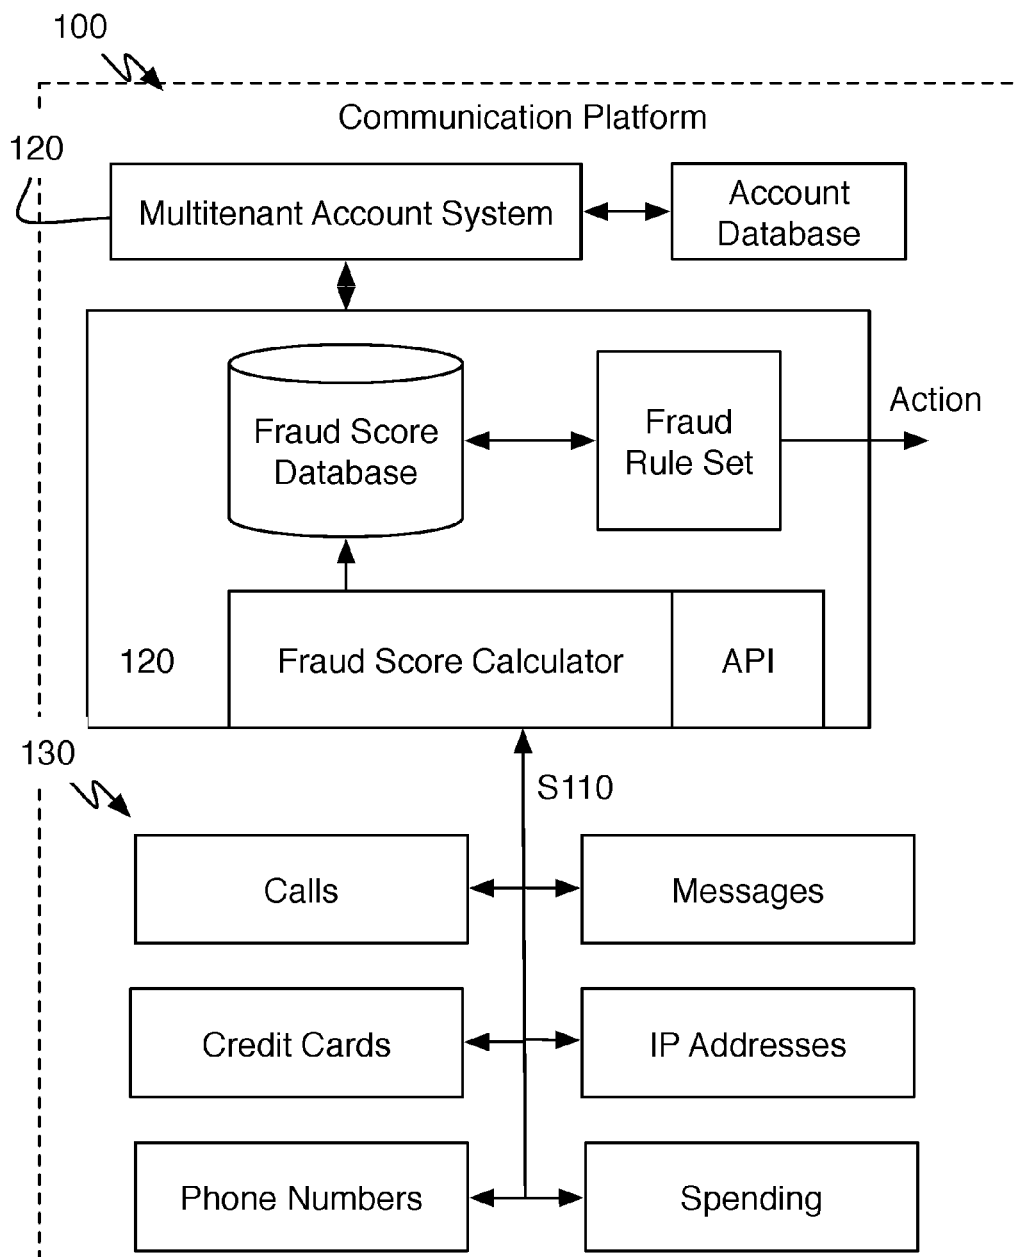 100
Communication Platform
120
Multitenant Account System
Account
Database
Fraud Score
Database
Fraud
Rule Set
Action
120
Fraud Score Calculator
API
130
S110
Calls
Messages
Credit Cards
IP Addresses
Phone Numbers
Spending